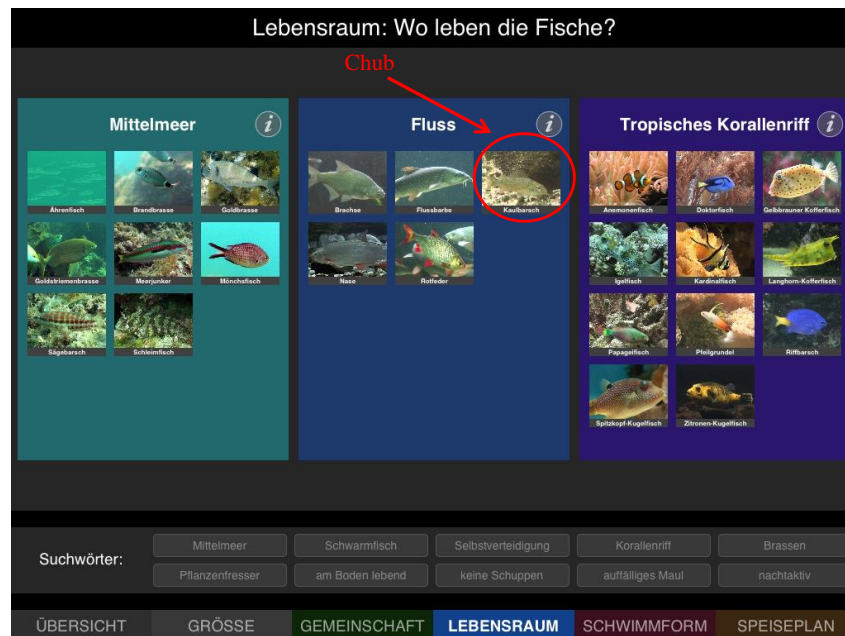 Lebensraum: Wo leben die Fische?
Chub
Mittelmeer
Ährenfisch
Brandbrasse
Goldbrasse
Goldstriemenbrasse
Meerjunker
Mönchsfisch
Sägebarsch
Schleimfisch
Fluss
Brachse
Flussbarbe
Kaulbarsch
Nase
Rotfeder
Tropisches Korallenriff
Anemonenfisch
Doktorfisch
Gelbbrauner Kofferfisch
Igelfisch
Kardinalfisch
Langhorn-Kofferfisch
Papageifisch
Pfeilgrundel
Riffbarsch
Spitzkopf-Kugelfisch
Zitronen-Kugelfisch
Suchwörter:
Mittelmeer
Schwarmfisch
Selbstverteidigung
Korallenriff
Brassen
Pflanzenfresser
am Boden lebend
keine Schuppen
auffälliges Maul
nachtaktiv
ÜBERSICHT
GRÖSSE
GEMEINSCHAFT
LEBENSRAUM
SCHWIMMFORM
SPEISEPLAN